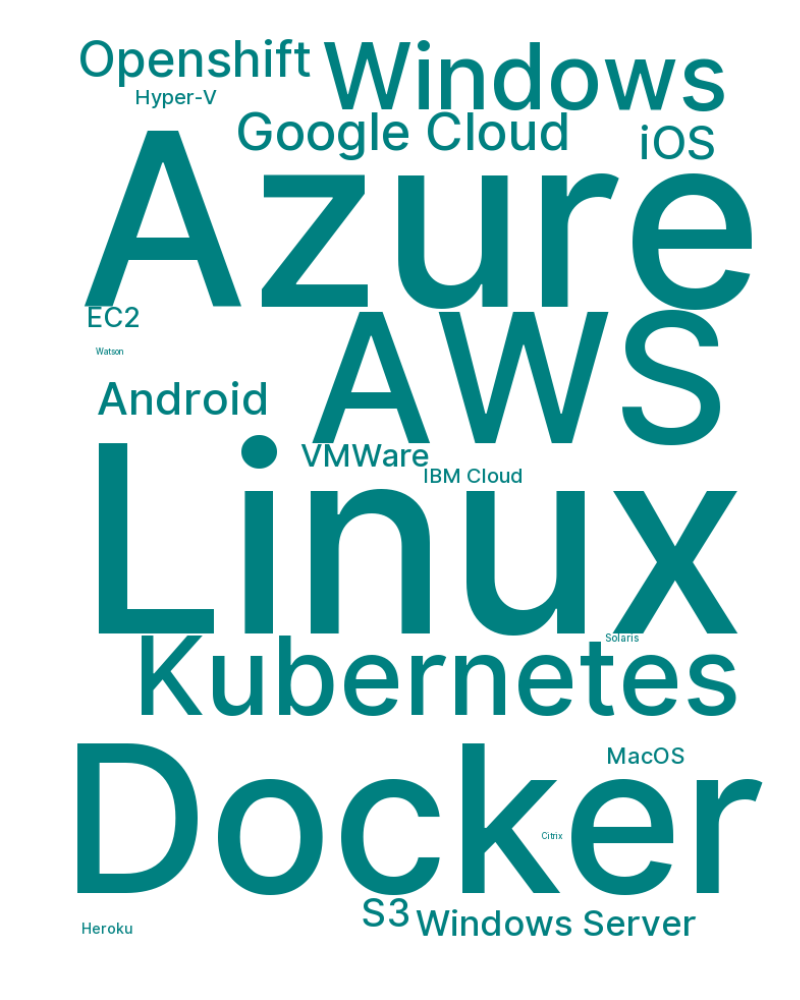 Openshift
Windows
Hyper-V
Google Cloud
iOS
Azure
EC2
AWS
Watson
Android
Linux
VMWare
IBM Cloud
Solaris
Kubernetes
Docker
MacOS
Citrix
S3
Windows Server
Heroku